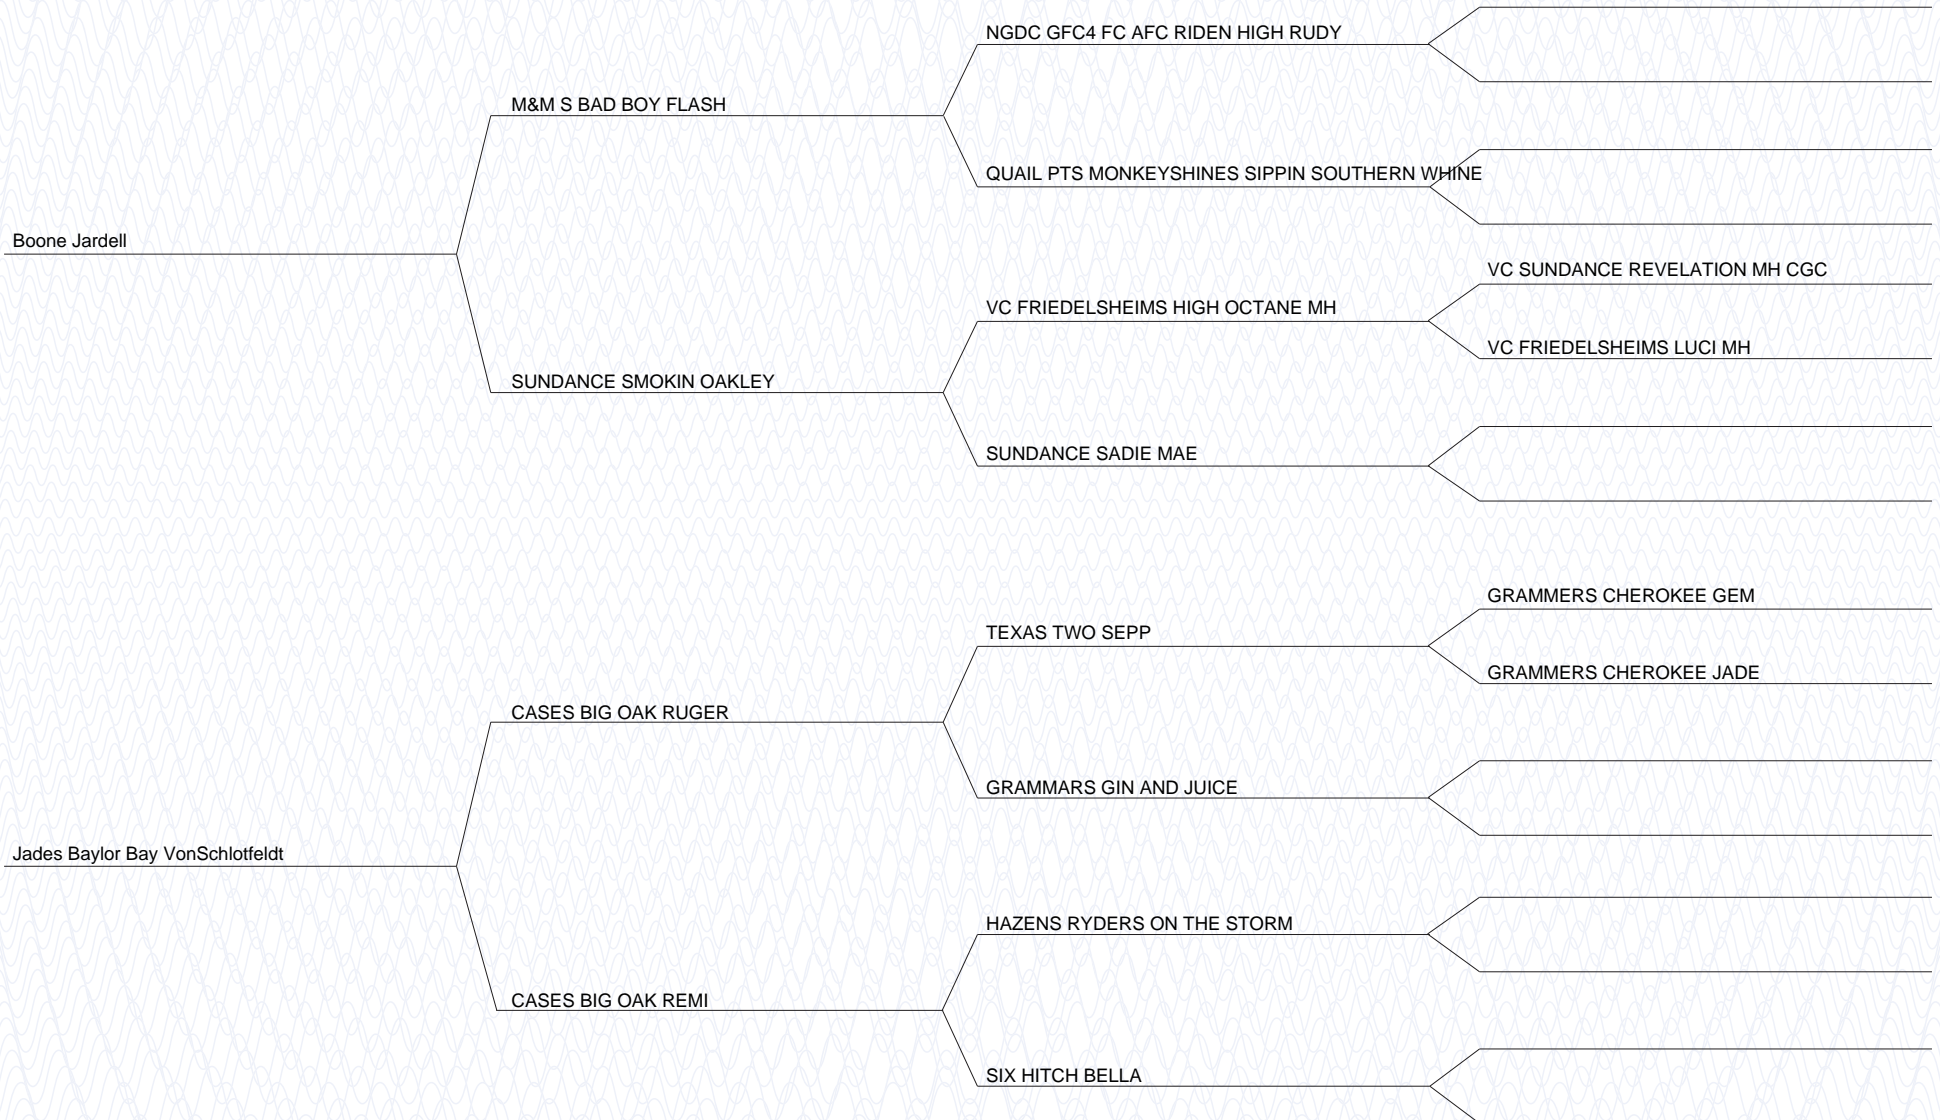 NGDC GFC4 FC AFC RIDEN HIGH RUDY
M&M S BAD BOY FLASH
QUAIL PTS MONKEYSHINES SIPPIN SOUTHERN WHINE
Boone Jardell
VC SUNDANCE REVELATION MH CGC
VC FRIEDELSHEIMS HIGH OCTANE MH
VC FRIEDELSHEIMS LUCI MH
SUNDANCE SMOKIN OAKLEY
SUNDANCE SADIE MAE
GRAMMERS CHEROKEE GEM
TEXAS TWO SEPP
GRAMMERS CHEROKEE JADE
CASES BIG OAK RUGER
GRAMMARS GIN AND JUICE
Jades Baylor Bay VonSchlotfeldt
HAZENS RYDERS ON THE STORM
CASES BIG OAK REMI
SIX HITCH BELLA